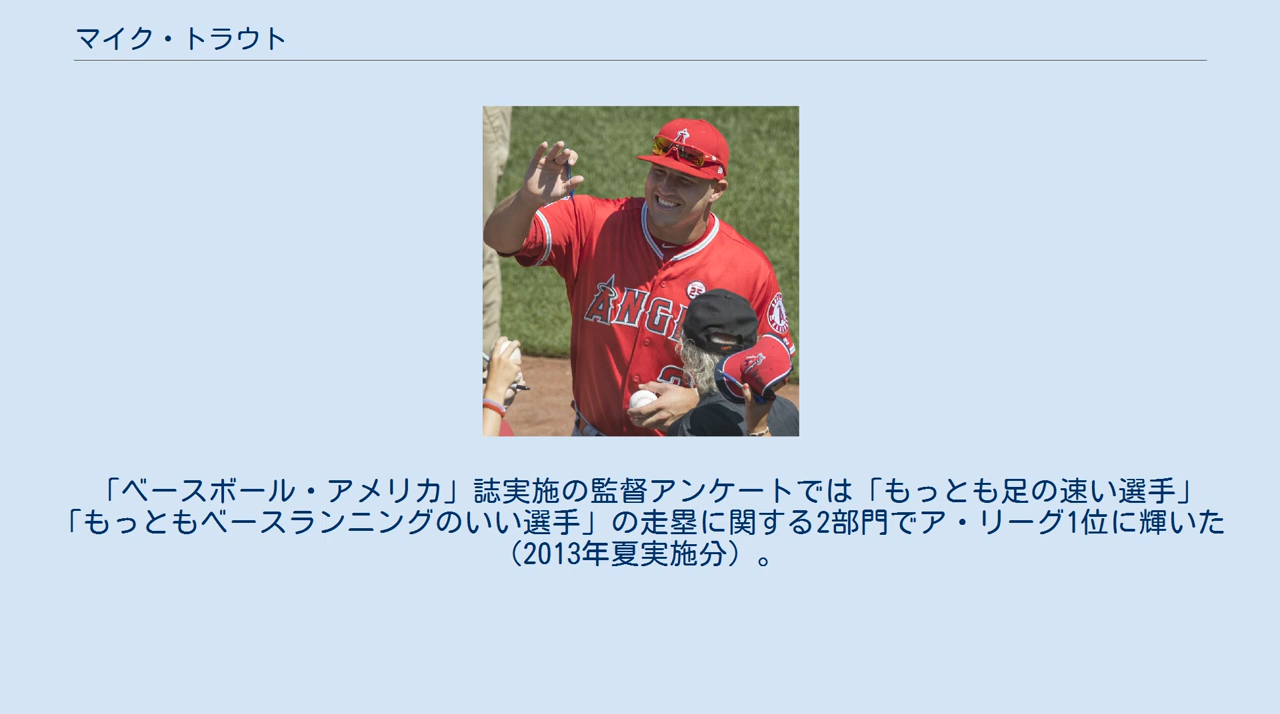 マイク・トラウト
ANG
25
「ベースボール・アメリカ」誌実施の監督アンケートでは「もっとも足の速い選手」
「もっともベースランニングのいい選手」の走塁に関する2部門でア・リーグ1位に輝いた
（2013年夏実施分）。